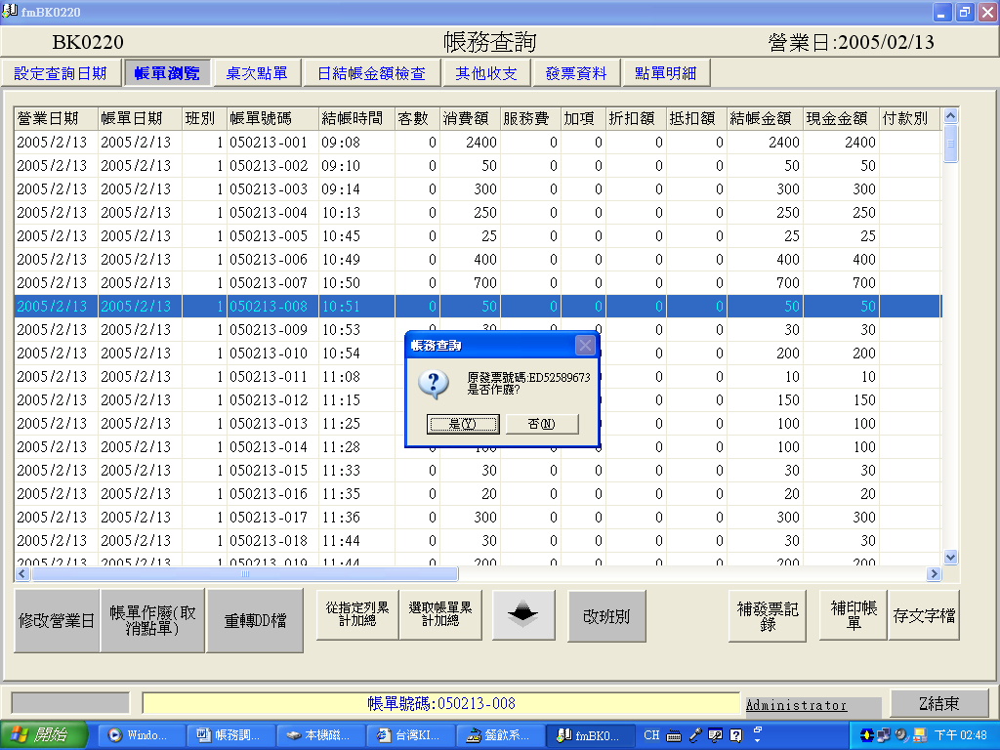 fmBK0220
BK0220 帳務查詢 營業日:2005/02/13
設定查詢日期 帳單瀏覽 桌次點單 日結帳金額檢查 其他收支 發票資料 點單明細
營業日期 帳單日期 班別 帳單號碼 結帳時間 客數 消費額 服務費 加項 折扣額 抵扣額 結帳金額 現金金額 付款別
2005/2/13 2005/2/13 1 050213-001 09:08 0 2400 0 0 0 0 2400 2400
2005/2/13 2005/2/13 1 050213-002 09:10 0 50 0 0 0 0 50 50
2005/2/13 2005/2/13 1 050213-003 09:14 0 300 0 0 0 0 300 300
2005/2/13 2005/2/13 1 050213-004 10:13 0 250 0 0 0 0 250 250
2005/2/13 2005/2/13 1 050213-005 10:45 0 25 0 0 0 0 25 25
2005/2/13 2005/2/13 1 050213-006 10:49 0 400 0 0 0 0 400 400
2005/2/13 2005/2/13 1 050213-007 10:50 0 700 0 0 0 0 700 700
2005/2/13 2005/2/13 1 050213-008 10:51 0 50 0 0 0 0 50 50
2005/2/13 2005/2/13 1 050213-009 10:53 0 0 30 30
2005/2/13 2005/2/13 1 050213-010 10:54 0 0 200 200
2005/2/13 2005/2/13 1 050213-011 11:08 0 0 10 10
2005/2/13 2005/2/13 1 050213-012 11:15 0 0 150 150
2005/2/13 2005/2/13 1 050213-013 11:25 0 0 100 100
2005/2/13 2005/2/13 1 050213-014 11:28 0 0 100 100
2005/2/13 2005/2/13 1 050213-015 11:33 0 30 0 0 0 0 30 30
2005/2/13 2005/2/13 1 050213-016 11:35 0 20 0 0 0 0 20 20
2005/2/13 2005/2/13 1 050213-017 11:36 0 300 0 0 0 0 300 300
2005/2/13 2005/2/13 1 050213-018 11:44 0 30 0 0 0 0 30 30
2005/2/13 2005/2/13 1 050213-019 11:44 0 200 0 0 0 0 200 200
帳務查詢
原發票號碼:ED52589673
是否作廢?
是(Y) 否(N)
修改營業日
帳單作廢(取
消點單)
重轉DD檔
從指定列累
計加總
選取帳單累
計加總
改班別
補發票記
錄
補印帳
單
存文字檔
帳單號碼:050213-008 Administrator Z結束
開始 Windo... 帳務調... 本機磁... 台灣KI... 餐飲系... fmBK0... CH 下午 02:48